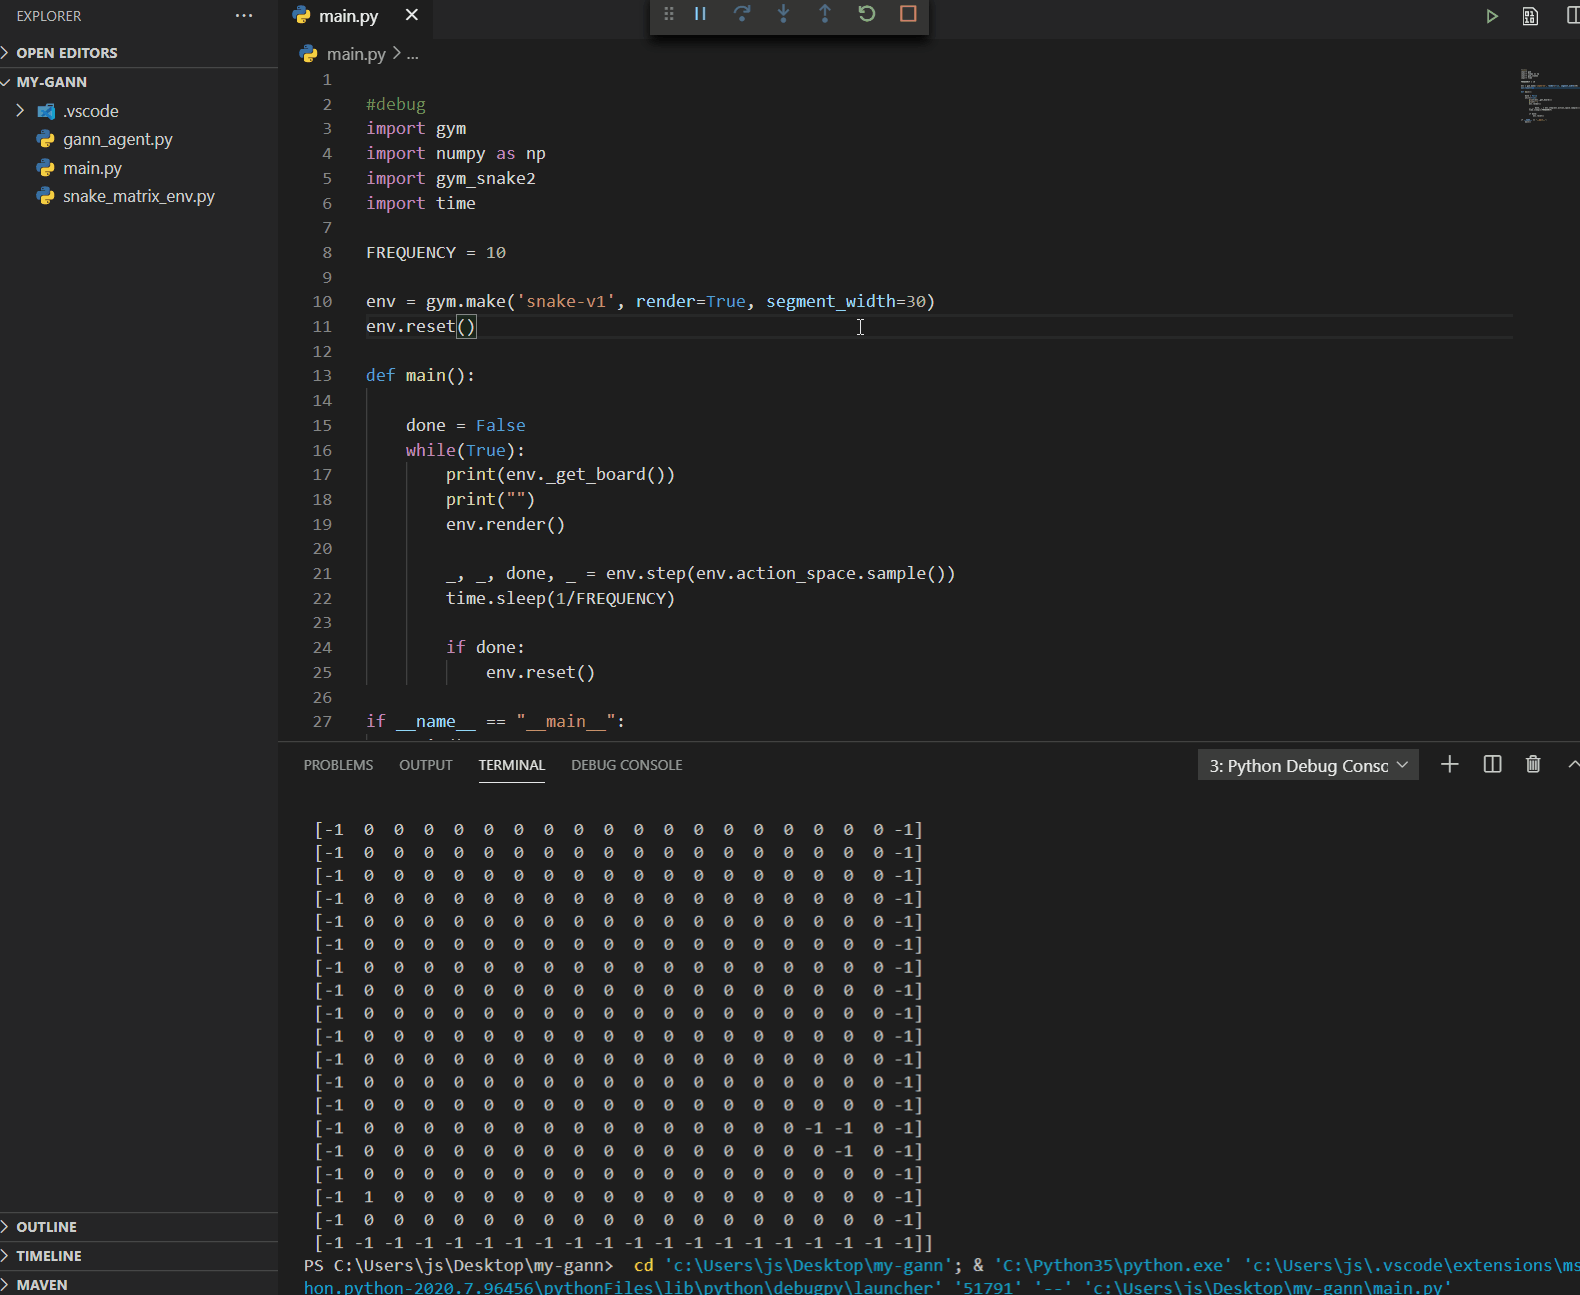 EXPLORER ···
OPEN EDITORS
MY-GANN
.vscode
gann_agent.py
main.py
snake_matrix_env.py
OUTLINE
TIMELINE
MAVEN
main.py
main.py > ...
1
2 #debug
3 import gym
4 import numpy as np
5 import gym_snake2
6 import time
7
8 FREQUENCY = 10
9
10 env = gym.make('snake-v1', render=True, segment_width=30)
11 env.reset()
12
13 def main():
14
15 done = False
16 while(True):
17 print(env._get_board())
18 print("")
19 env.render()
20
21 _, _, done, _ = env.step(env.action_space.sample())
22 time.sleep(1/FREQUENCY)
23
24 if done:
25 env.reset()
26
27 if __name__ == "__main__":
PROBLEMS OUTPUT TERMINAL DEBUG CONSOLE 3: Python Debug Consc
[-1 0 0 0 0 0 0 0 0 0 0 0 0 0 0 0 0 0 0 -1]
[-1 0 0 0 0 0 0 0 0 0 0 0 0 0 0 0 0 0 0 -1]
[-1 0 0 0 0 0 0 0 0 0 0 0 0 0 0 0 0 0 0 -1]
[-1 0 0 0 0 0 0 0 0 0 0 0 0 0 0 0 0 0 0 -1]
[-1 0 0 0 0 0 0 0 0 0 0 0 0 0 0 0 0 0 0 -1]
[-1 0 0 0 0 0 0 0 0 0 0 0 0 0 0 0 0 0 0 -1]
[-1 0 0 0 0 0 0 0 0 0 0 0 0 0 0 0 0 0 0 -1]
[-1 0 0 0 0 0 0 0 0 0 0 0 0 0 0 0 0 0 0 -1]
[-1 0 0 0 0 0 0 0 0 0 0 0 0 0 0 0 0 0 0 -1]
[-1 0 0 0 0 0 0 0 0 0 0 0 0 0 0 0 0 0 0 -1]
[-1 0 0 0 0 0 0 0 0 0 0 0 0 0 0 0 0 0 0 -1]
[-1 0 0 0 0 0 0 0 0 0 0 0 0 0 0 0 0 0 0 -1]
[-1 0 0 0 0 0 0 0 0 0 0 0 0 0 0 0 0 0 0 -1]
[-1 0 0 0 0 0 0 0 0 0 0 0 0 0 0 0 -1 -1 0 -1]
[-1 0 0 0 0 0 0 0 0 0 0 0 0 0 0 0 0 -1 0 -1]
[-1 0 0 0 0 0 0 0 0 0 0 0 0 0 0 0 0 0 0 -1]
[-1 1 0 0 0 0 0 0 0 0 0 0 0 0 0 0 0 0 0 -1]
[-1 0 0 0 0 0 0 0 0 0 0 0 0 0 0 0 0 0 0 -1]
[-1 -1 -1 -1 -1 -1 -1 -1 -1 -1 -1 -1 -1 -1 -1 -1 -1 -1 -1 -1]]
PS C:\Users\js\Desktop\my-gann> cd 'c:\Users\js\Desktop\my-gann'; & 'C:\Python35\python.exe' 'c:\Users\js\.vscode\extensions\ms
hon.python-2020.7.96456\pythonFiles\lib\python\debugpy\launcher' '51791' '--' 'c:\Users\js\Desktop\my-gann\main.py'